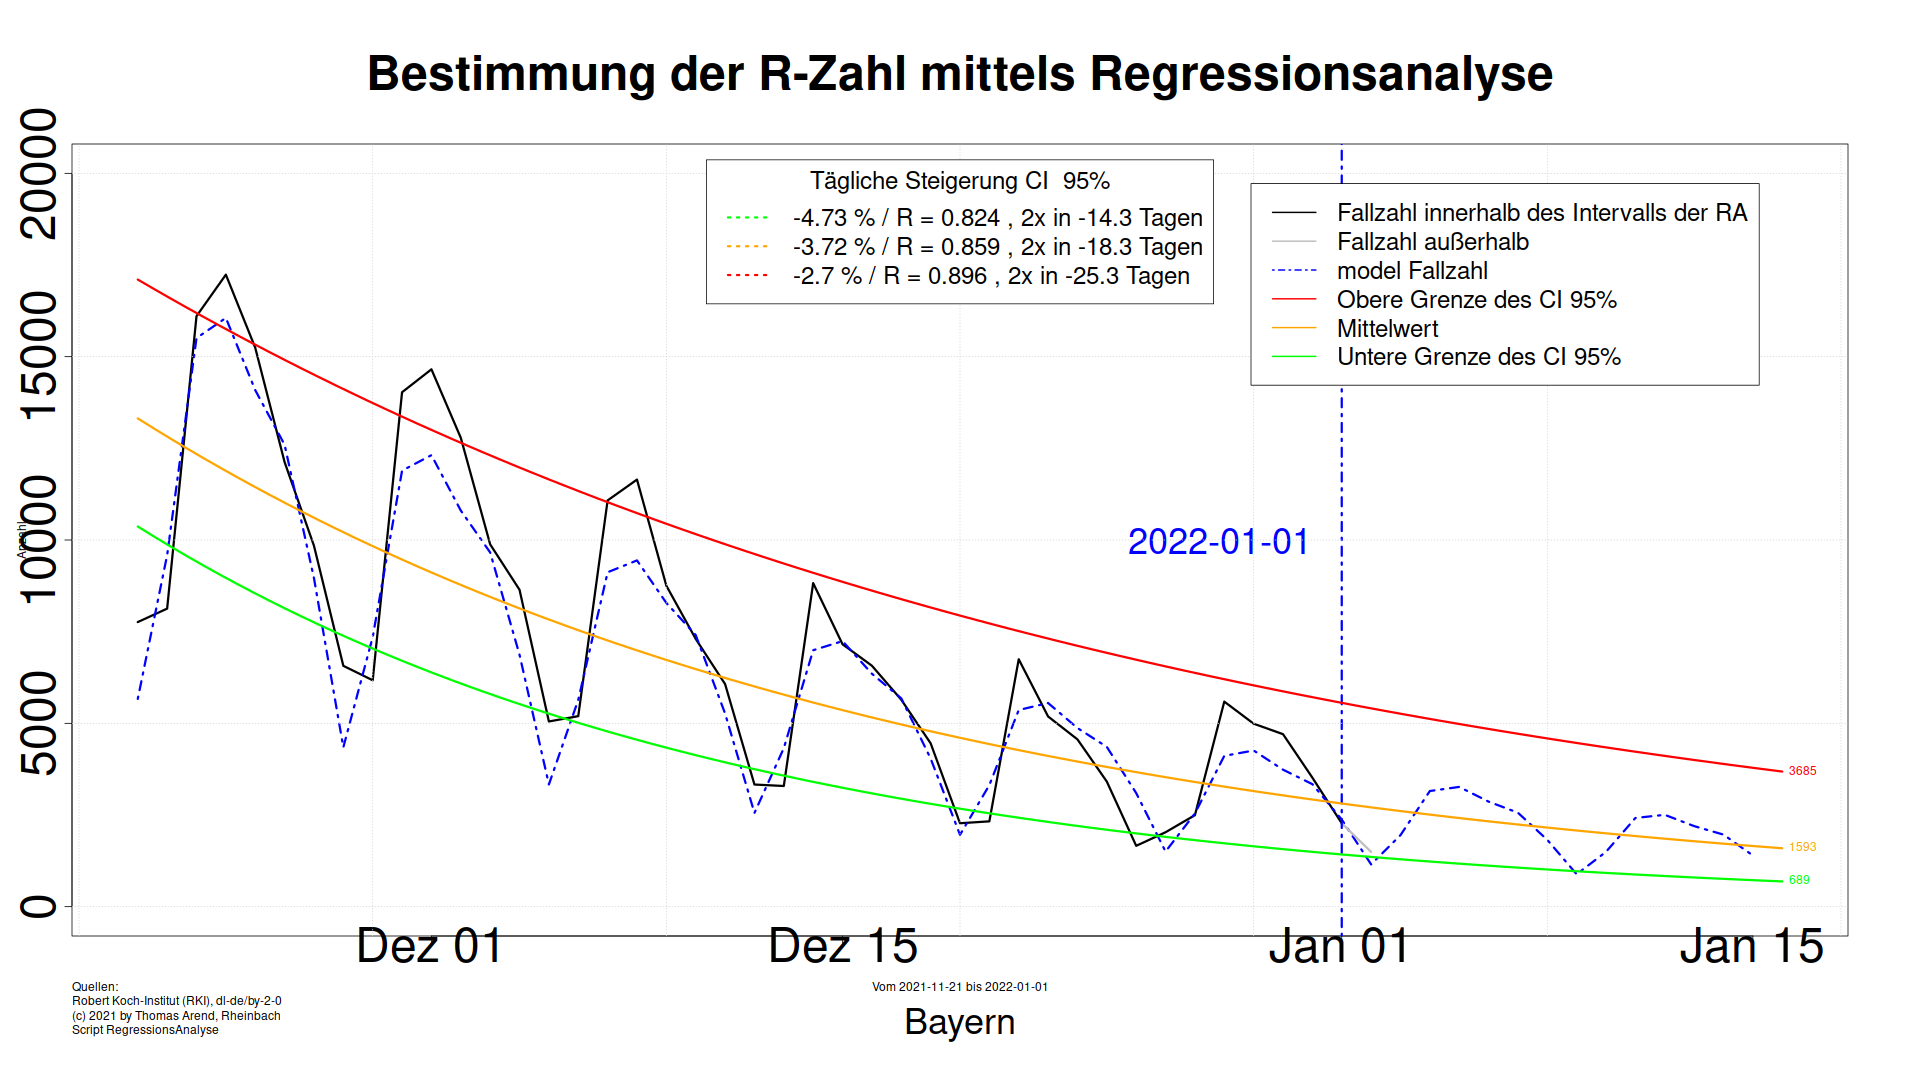 Bestimmung der R-Zahl mittels Regressionsanalyse
Anzahl
20000
15000
10000
5000
0
Tägliche Steigerung CI 95%
-4.73 % / R = 0.824 , 2x in -14.3 Tagen
-3.72 % / R = 0.859 , 2x in -18.3 Tagen
-2.7 % / R = 0.896 , 2x in -25.3 Tagen
Fallzahl innerhalb des Intervalls der RA
Fallzahl außerhalb
model Fallzahl
Obere Grenze des CI 95%
Mittelwert
Untere Grenze des CI 95%
2022-01-01
3685
1593
689
Dez 01
Dez 15
Jan 01
Jan 15
Quellen:
Robert Koch-Institut (RKI), dl-de/by-2-0
(c) 2021 by Thomas Arend, Rheinbach
Script RegressionsAnalyse
Vom 2021-11-21 bis 2022-01-01
Bayern